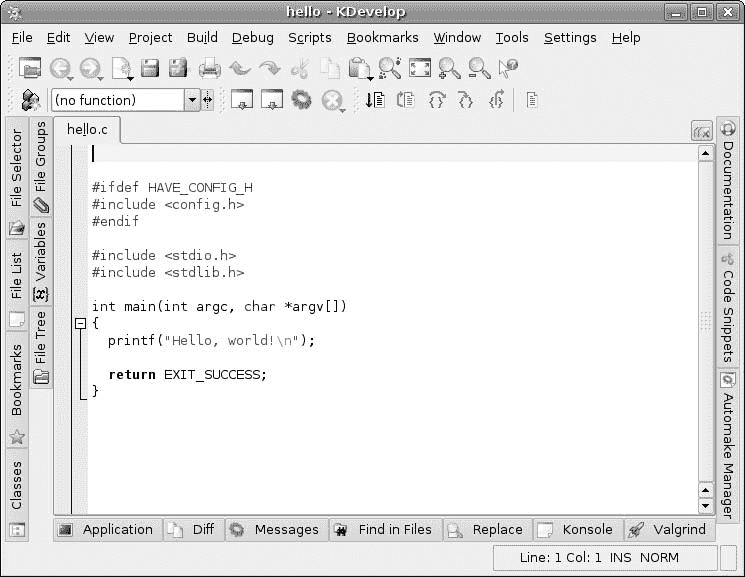 hello - KDevelop
File Edit View Project Build Debug Scripts Bookmarks Window Tools Settings Help
(no function)
hello.c
File Selector
File List
Bookmarks
Classes
File Groups
Variables
File Tree
#ifdef HAVE_CONFIG_H
#include <config.h>
#endif
#include <stdio.h>
#include <stdlib.h>
int main(int argc, char *argv[])
{
printf("Hello, world!\n");
return EXIT_SUCCESS;
}
Documentation
Code Snippets
Automake Manager
Application Diff Messages Find in Files Replace Konsole Valgrind
Line: 1 Col: 1 INS NORM